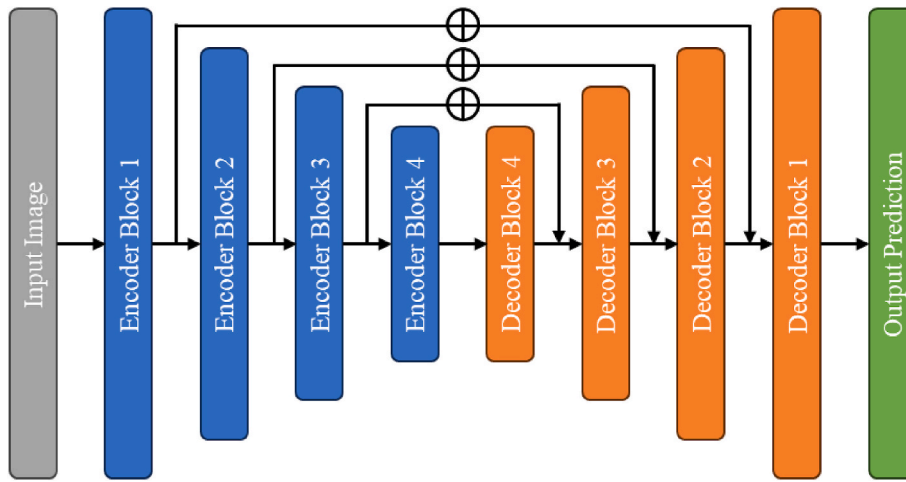 Input Image
Encoder Block 1
Encoder Block 2
Encoder Block 3
Encoder Block 4
Decoder Block 4
Decoder Block 3
Decoder Block 2
Decoder Block 1
Output Prediction